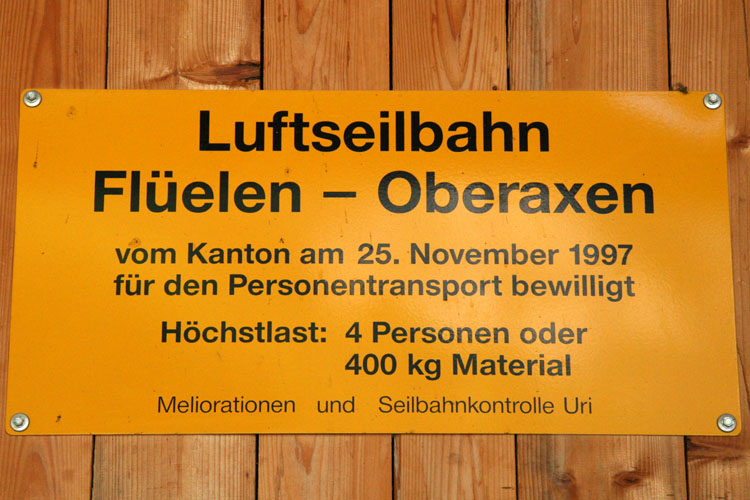 Luftseilbahn
Flüelen – Oberaxen
vom Kanton am 25. November 1997
für den Personentransport bewilligt
Höchstlast: 4 Personen oder
400 kg Material
Meliorationen und Seilbahnkontrolle Uri